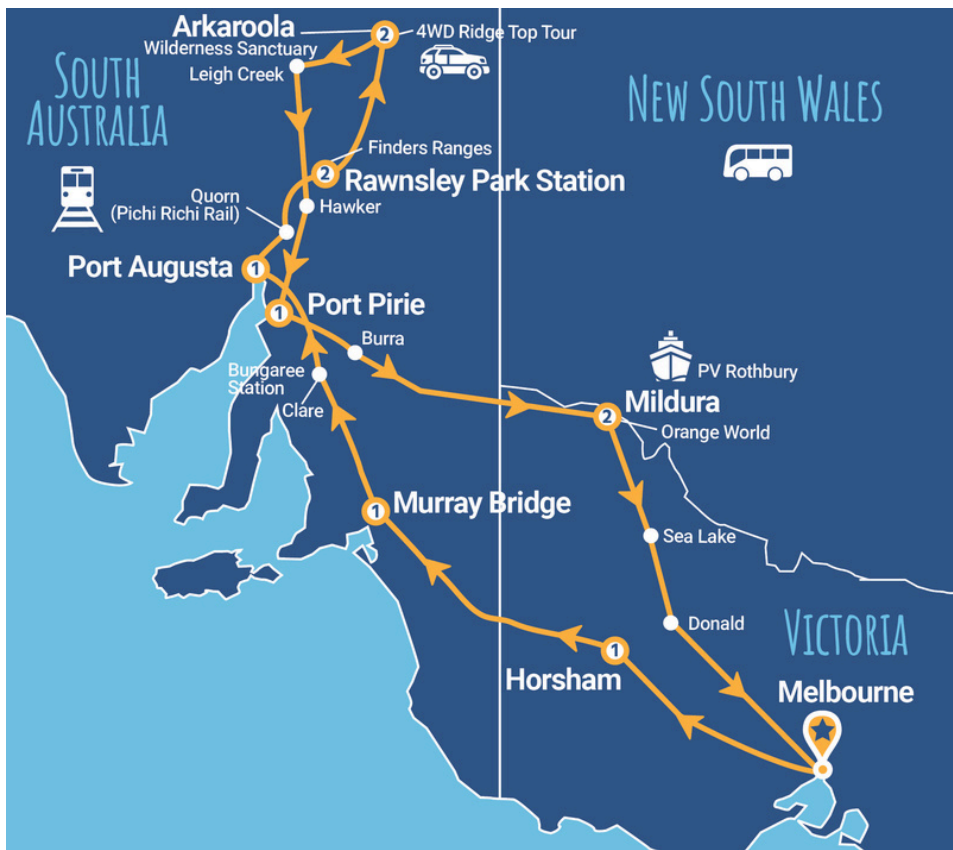 Arkaroola
Wilderness Sanctuary
2
4WD Ridge Top Tour
Leigh Creek
SOUTH
AUSTRALIA
NEW SOUTH WALES
Finders Ranges
2
Rawnsley Park Station
Quorn
(Pichi Richi Rail)
Hawker
Port Augusta
1
Port Pirie
1
Burra
Bungaree
Station
Clare
PV Rothbury
Mildura
2
Orange World
Murray Bridge
1
Sea Lake
Donald
VICTORIA
1
Horsham
Melbourne